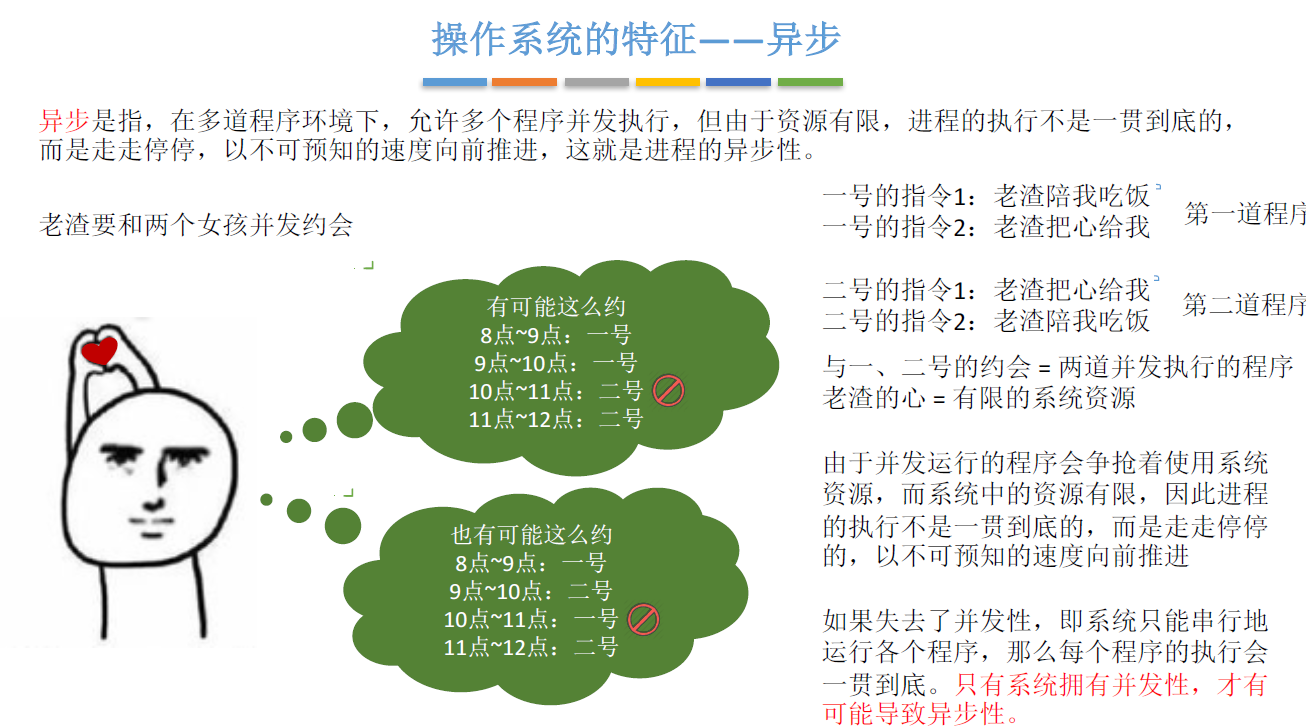 操作系统的特征——异步
异步是指，在多道程序环境下，允许多个程序并发执行，但由于资源有限，进程的执行不是一贯到底的，
而是走走停停，以不可预知的速度向前推进，这就是进程的异步性。
老渣要和两个女孩并发约会
有可能这么约
8点~9点：一号
9点~10点：一号
10点~11点：二号
11点~12点：二号
也有可能这么约
8点~9点：一号
9点~10点：二号
10点~11点：一号
11点~12点：二号
一号的指令1：老渣陪我吃饭
一号的指令2：老渣把心给我
第一道程序
二号的指令1：老渣把心给我
二号的指令2：老渣陪我吃饭
第二道程序
与一、二号的约会 = 两道并发执行的程序
老渣的心 = 有限的系统资源
由于并发运行的程序会争抢着使用系统
资源，而系统中的资源有限，因此进程
的执行不是一贯到底的，而是走走停停
的，以不可预知的速度向前推进
如果失去了并发性，即系统只能串行地
运行各个程序，那么每个程序的执行会
一贯到底。只有系统拥有并发性，才有
可能导致异步性。